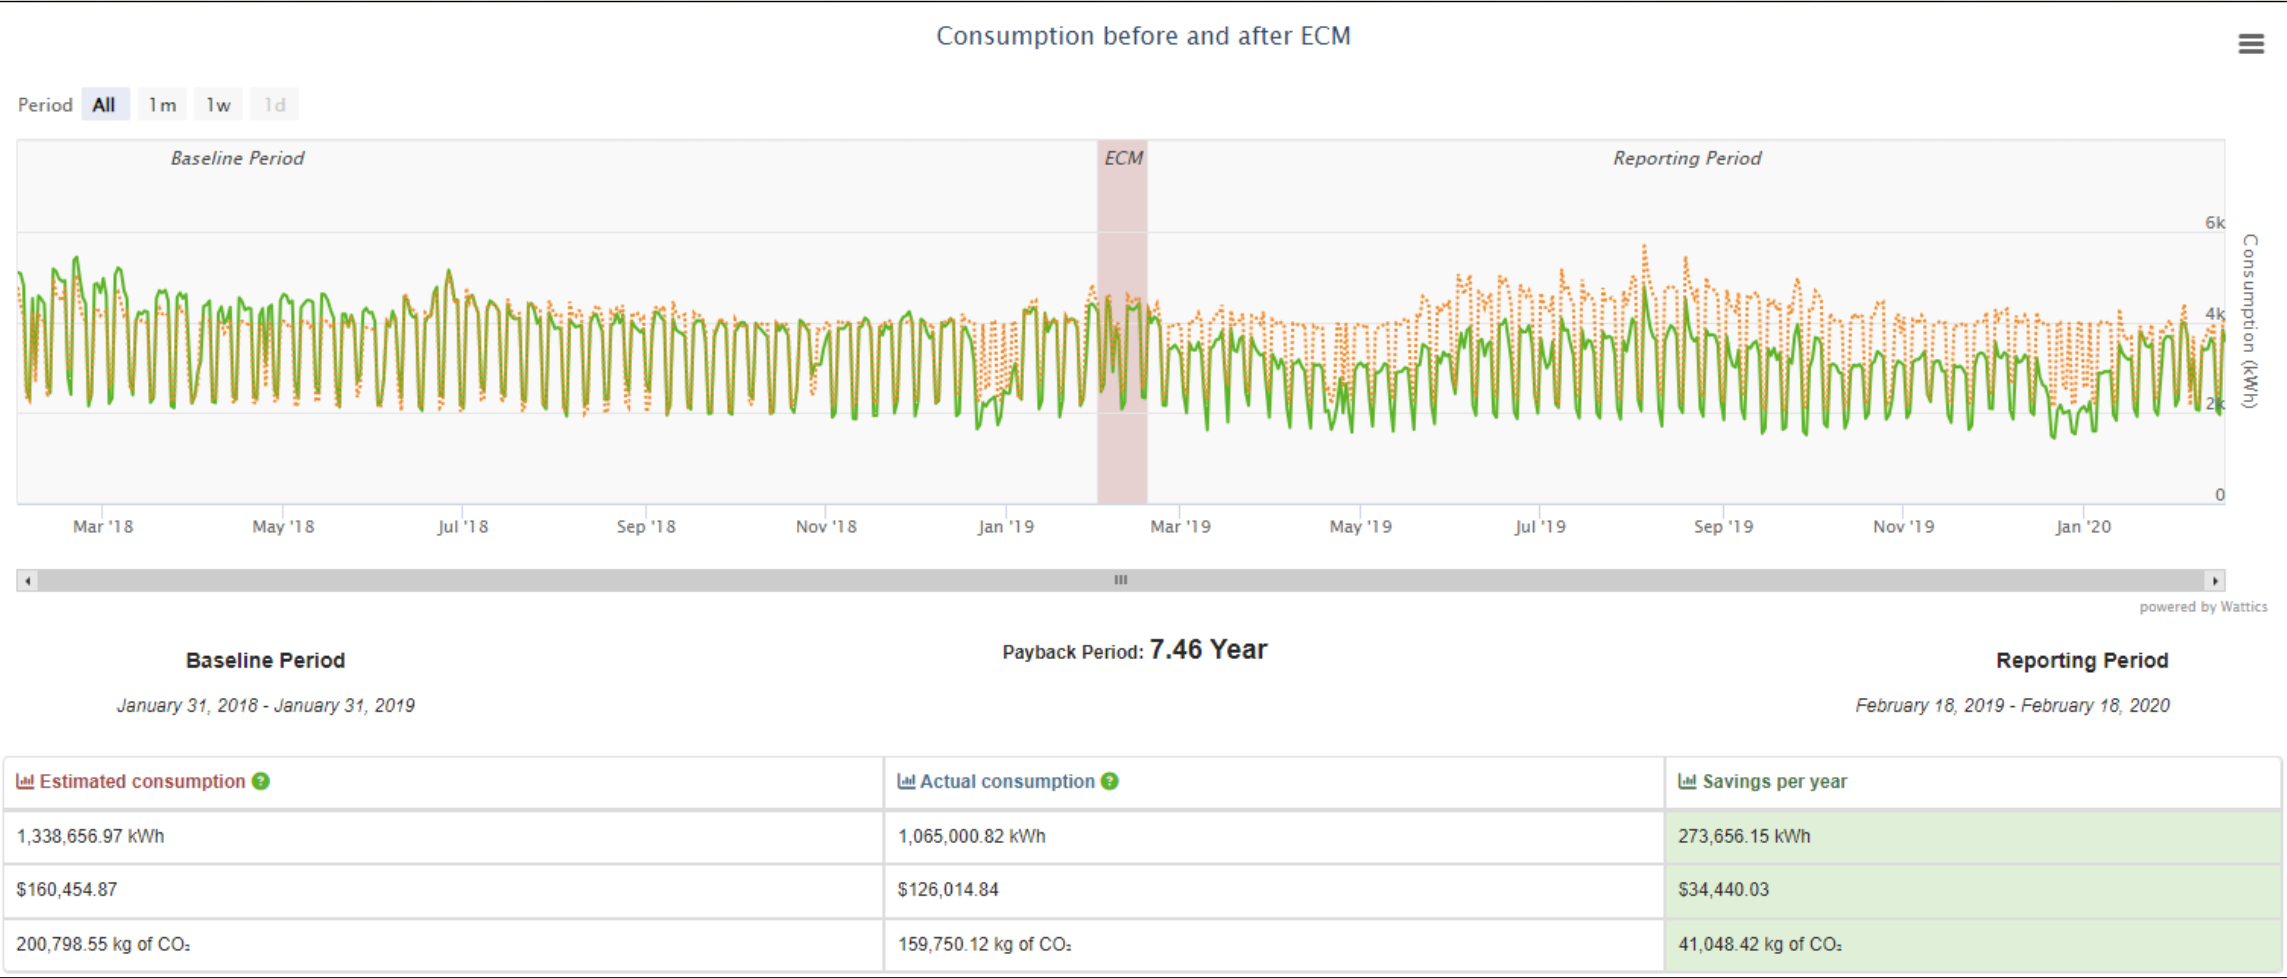 Consumption before and after ECM
Period All 1m 1w 1d
Baseline Period ECM Reporting Period
6k
4k
2k
0
Consumption (kWh)
Mar '18 May '18 Jul '18 Sep '18 Nov '18 Jan '19 Mar '19 May '19 Jul '19 Sep '19 Nov '19 Jan '20
powered by Wattics
Baseline Period Payback Period: 7.46 Year Reporting Period
January 31, 2018 - January 31, 2019 February 18, 2019 - February 18, 2020
Estimated consumption ? Actual consumption ? Savings per year
1,338,656.97 kWh 1,065,000.82 kWh 273,656.15 kWh
$160,454.87 $126,014.84 $34,440.03
200,798.55 kg of CO₂ 159,750.12 kg of CO₂ 41,048.42 kg of CO₂